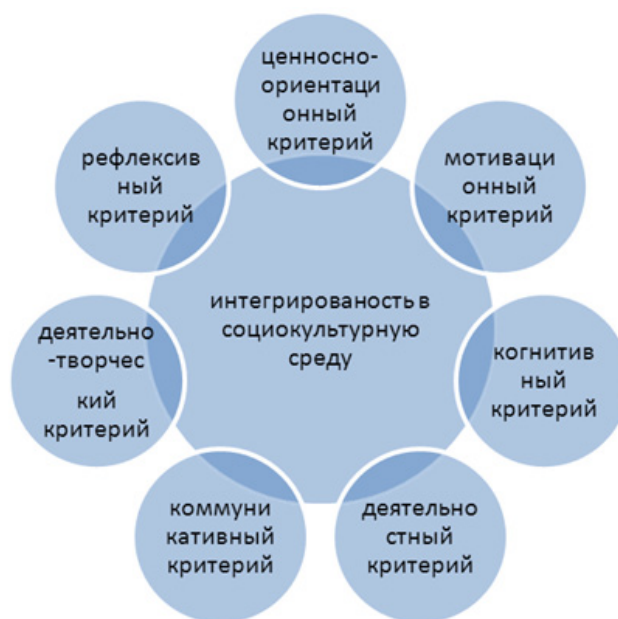 ценносно-
ориентаци
онный
критерий
мотиваци
онный
критерий
когнитив
ный
критерий
деятельно
стный
критерий
коммуни
кативный
критерий
деятельно
-творчес
кий
критерий
рефлексив
ный
критерий
интегрированость в
социокультурную
среду